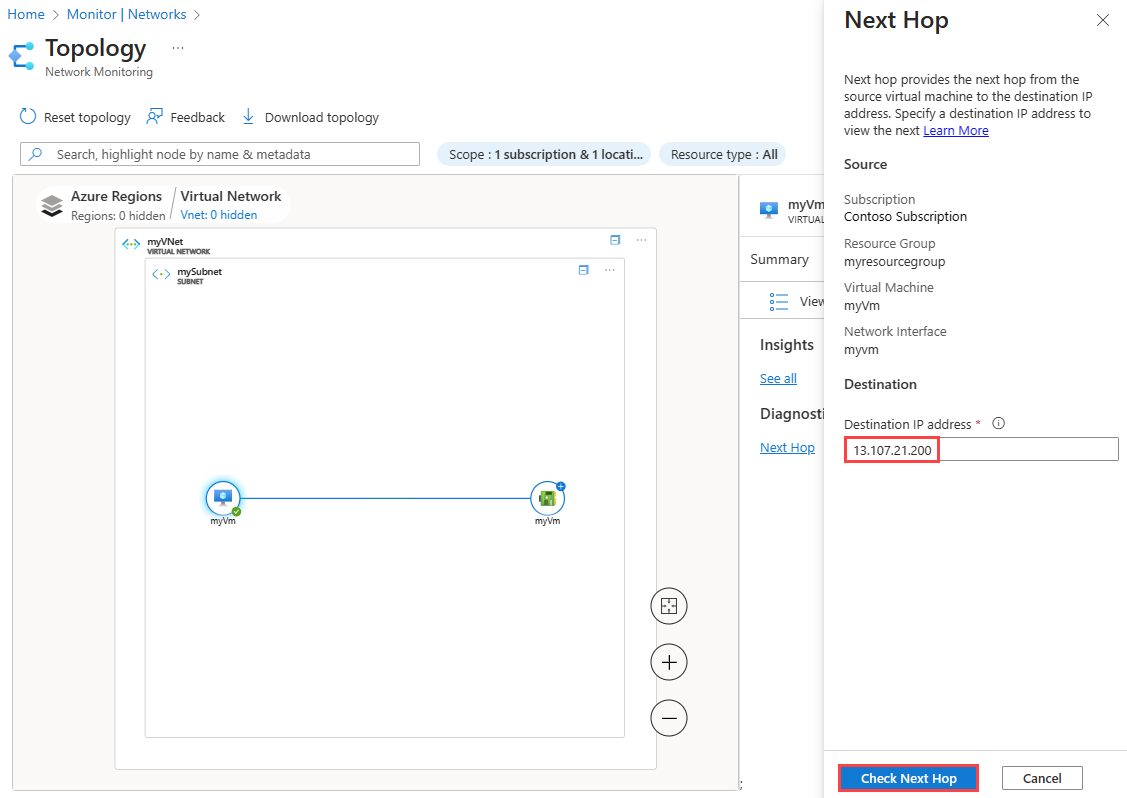 Home > Monitor | Networks >
Topology ...
Network Monitoring
Reset topology Feedback Download topology
Search, highlight node by name & metadata
Scope : 1 subscription & 1 locati...
Resource type : All
Azure Regions
Regions: 0 hidden
Virtual Network
Vnet: 0 hidden
myVNet
VIRTUAL NETWORK
mySubnet
SUBNET
myVm
myVm
myVm
VIRTUAL
Summary
View
Insights
See all
Diagnosti
Next Hop
;
Next Hop
Next hop provides the next hop from the
source virtual machine to the destination IP
address. Specify a destination IP address to
view the next Learn More
Source
Subscription
Contoso Subscription
Resource Group
myresourcegroup
Virtual Machine
myVm
Network Interface
myvm
Destination
Destination IP address *
13.107.21.200
Check Next Hop
Cancel